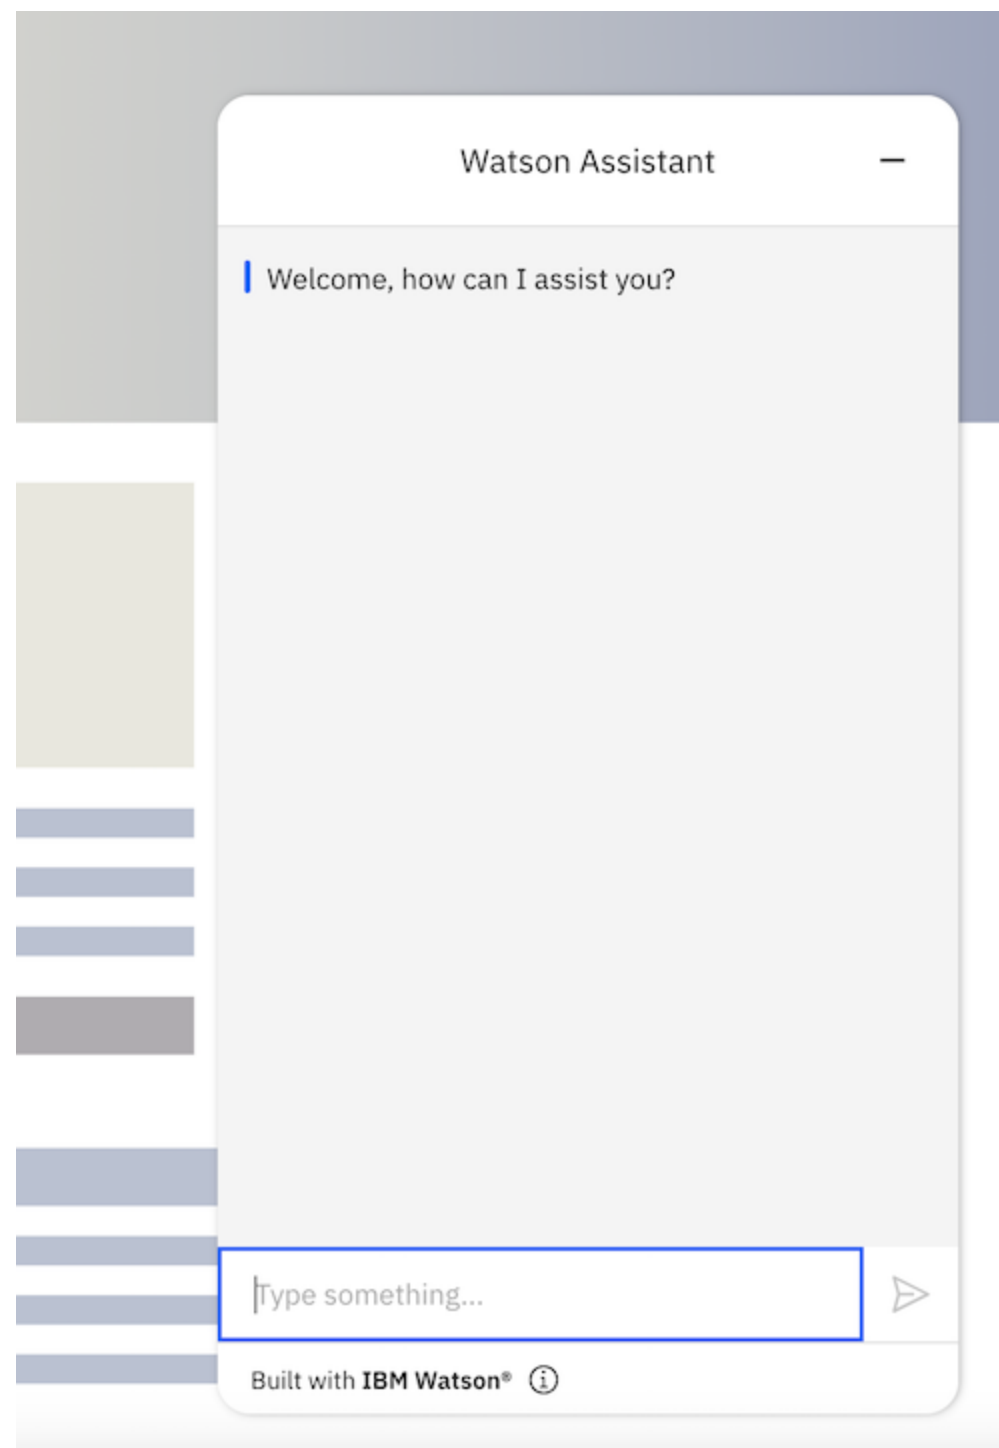 Watson Assistant
Welcome, how can I assist you?
Type something...
Built with IBM Watson®